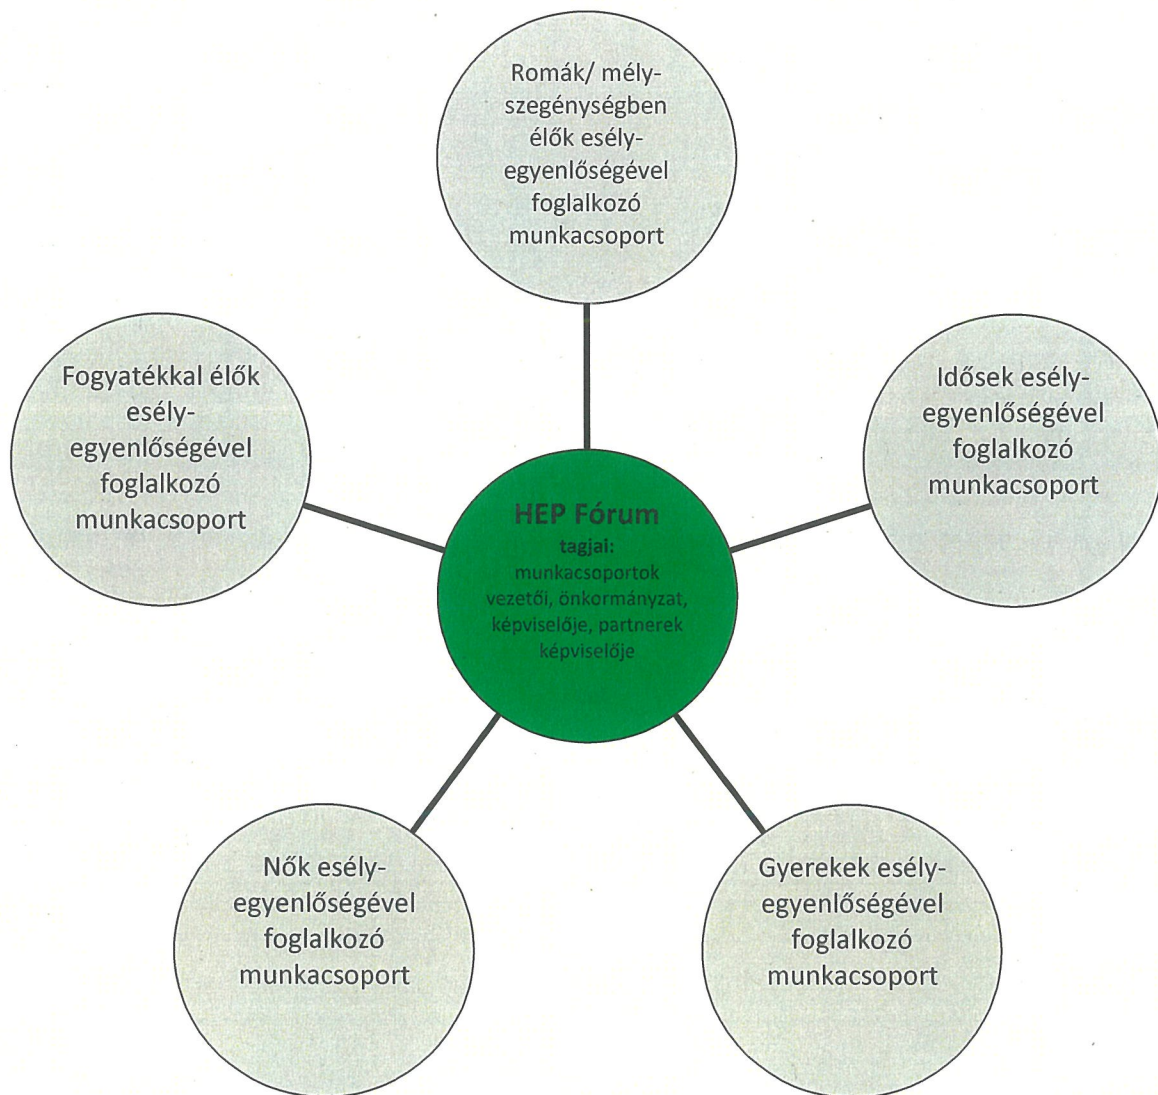 Romák/ mély-
szegénységben
élők esély-
egyenlőségével
foglalkozó
munkacsoport
Fogyatékkal élők
esély-
egyenlőségével
foglalkozó
munkacsoport
Idősek esély-
egyenlőségével
foglalkozó
munkacsoport
HEP Fórum
tagjai:
munkacsoportok
vezetői, önkormányzat,
képviselője, partnerek
képviselője
Nők esély-
egyenlőségével
foglalkozó
munkacsoport
Gyerekek esély-
egyenlőségével
foglalkozó
munkacsoport